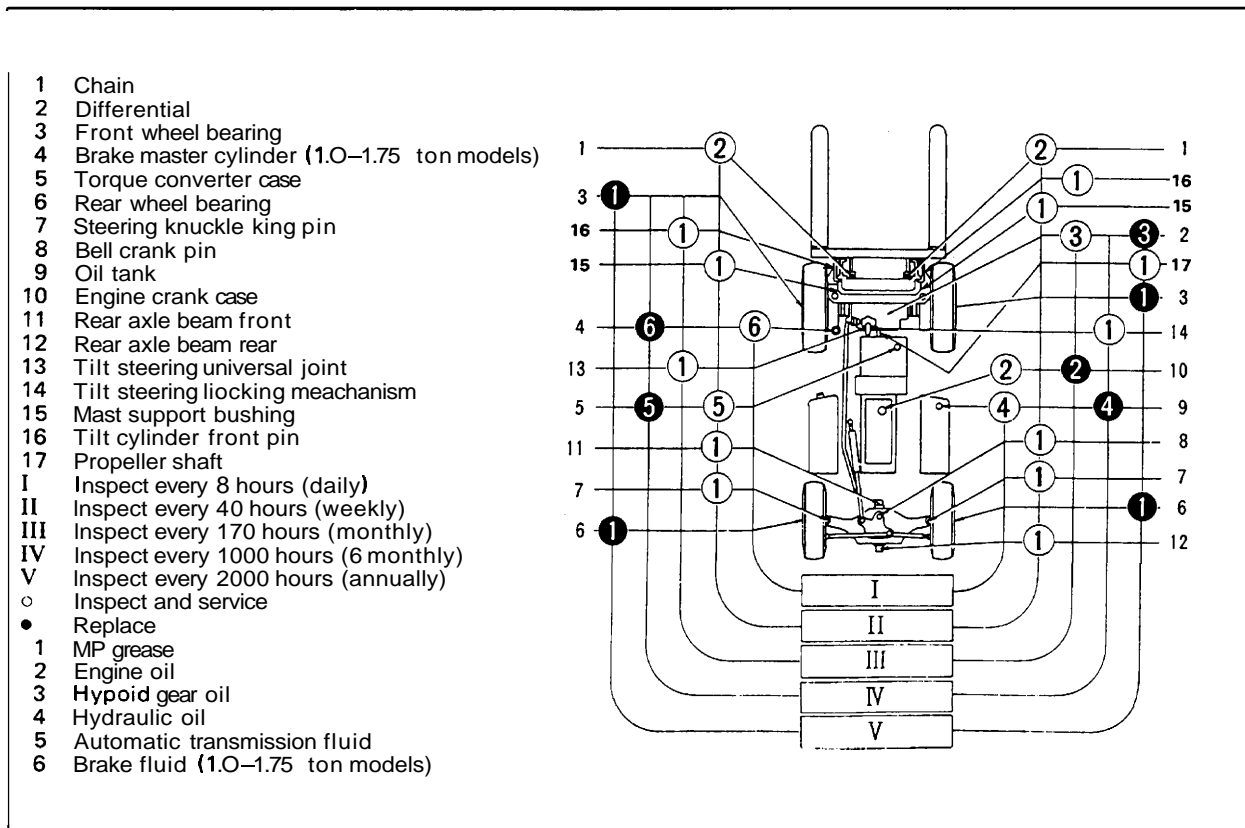 1 Chain
2 Differential
3 Front wheel bearing
4 Brake master cylinder (1.O–1.75 ton models)
5 Torque converter case
6 Rear wheel bearing
7 Steering knuckle king pin
8 Bell crank pin
9 Oil tank
10 Engine crank case
11 Rear axle beam front
12 Rear axle beam rear
13 Tilt steering universal joint
14 Tilt steering liocking meachanism
15 Mast support bushing
16 Tilt cylinder front pin
17 Propeller shaft
I Inspect every 8 hours (daily)
II Inspect every 40 hours (weekly)
III Inspect every 170 hours (monthly)
IV Inspect every 1000 hours (6 monthly)
V Inspect every 2000 hours (annually)
○ Inspect and service
● Replace
1 MP grease
2 Engine oil
3 Hypoid gear oil
4 Hydraulic oil
5 Automatic transmission fluid
6 Brake fluid (1.O–1.75 ton models)
1 2 2 1
1 16
3 1 1 15
16 1 3 3 2
15 1 1 17
1 3
4 6 6 1 14
13 1 2 2 10
5 5 5 4 4 9
11 1 1 8
7 1 1 7
6 1 1 6
1 12
I
II
III
IV
V